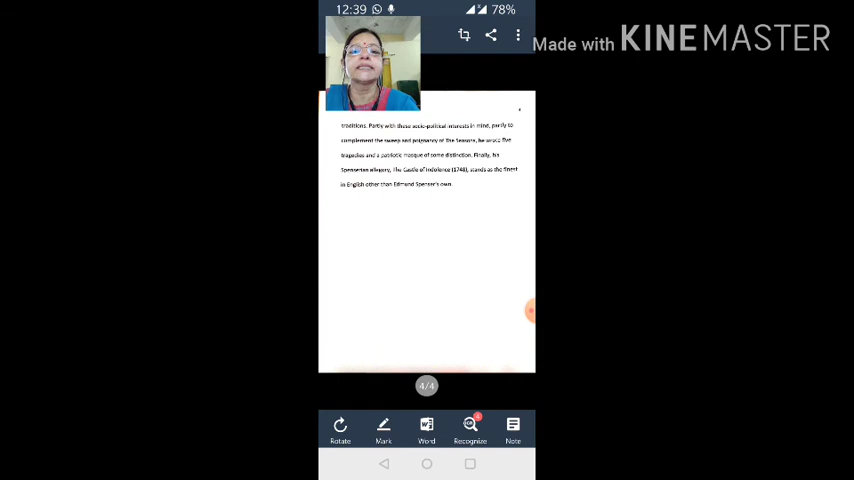 12:39 78%
Made with KINEMASTER
4
traditions. Partly with these socio-political interests in mind, partly to
complement the sweep and poignancy of The Seasons, he wrote five
tragedies and a patriotic masque of some distinction. Finally, his
Spenserian allegory, The Castle of Indolence (1748), stands as the finest
in English other than Edmund Spenser's own.
4/4
Rotate Mark Word Recognize Note